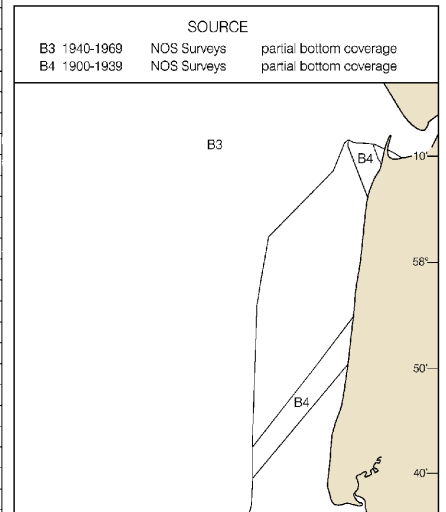 SOURCE
B3 1940-1969 NOS Surveys partial bottom coverage
B4 1900-1939 NOS Surveys partial bottom coverage
B3
B4
10'
58°
50'
B4
40'